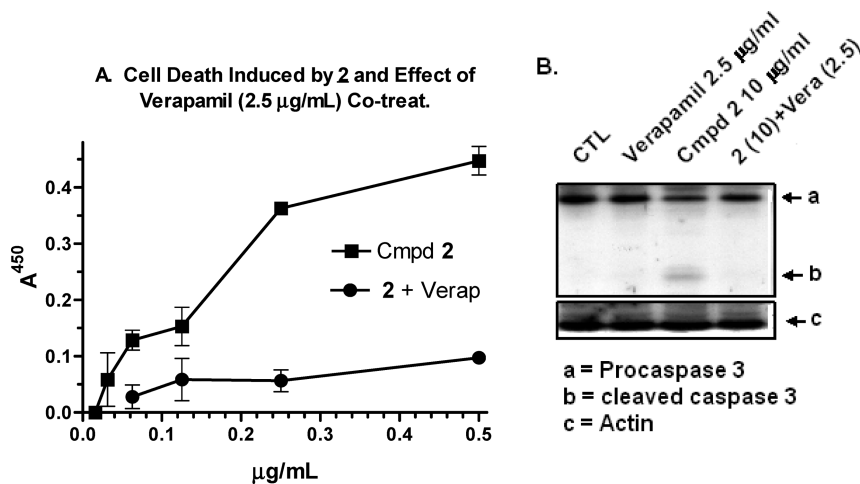 A. Cell Death Induced by 2 and Effect of
Verapamil (2.5 μg/mL) Co-treat.
A450
0.4
0.3
0.2
0.1
0.0
0.0
0.1
0.2
0.3
0.4
0.5
μg/mL
Cmpd 2
2 + Verap
B.
CTL
Verapamil 2.5 μg/ml
Cmpd 2 10 μg/ml
2 (10)+Vera (2.5)
a
b
c
a = Procaspase 3
b = cleaved caspase 3
c = Actin